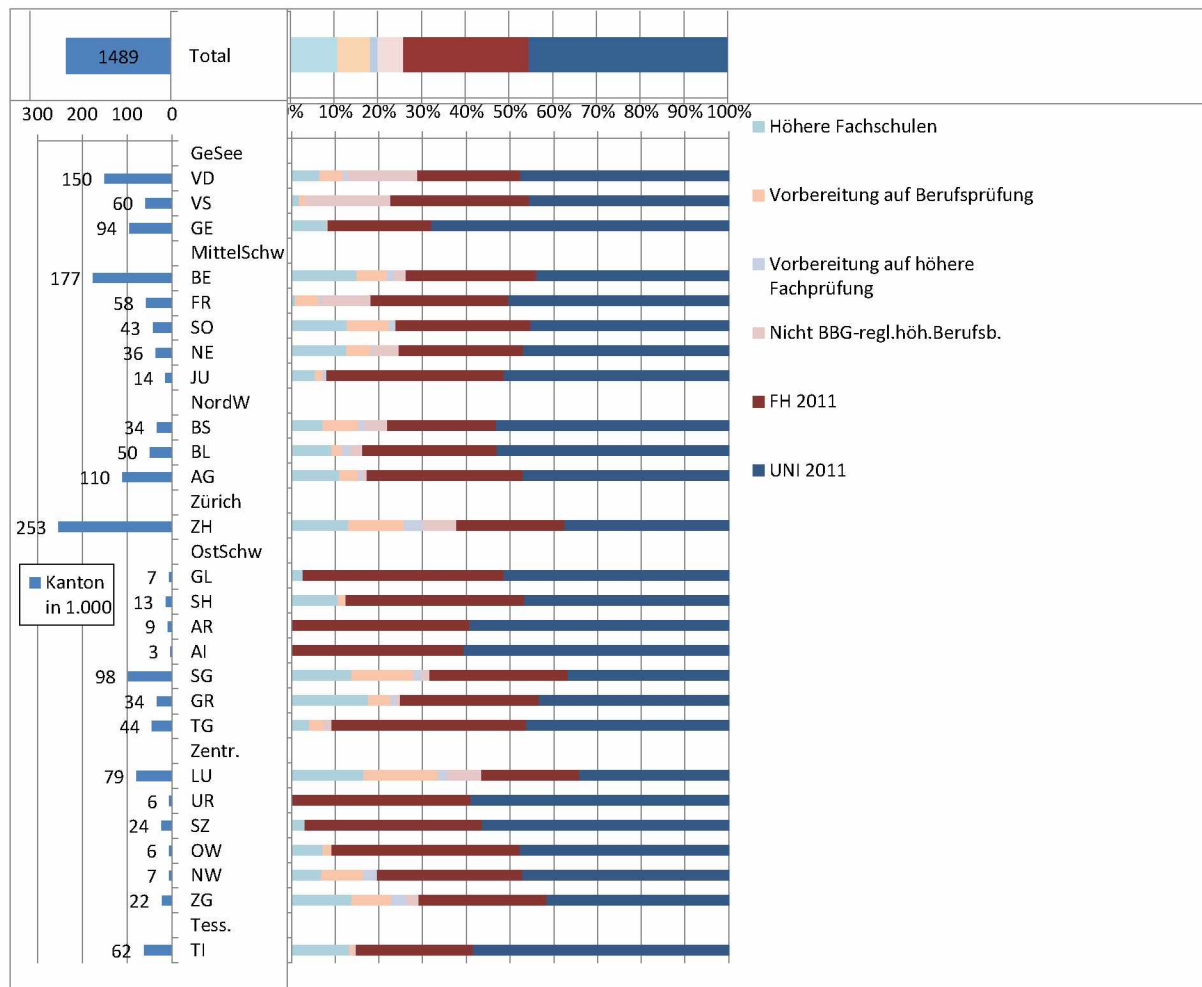 1489 Total
300 200 100 0 % 10% 20% 30% 40% 50% 60% 70% 80% 90% 100%
GeSee
150 VD
60 VS
94 GE
MittelSchw
177 BE
58 FR
43 SO
36 NE
14 JU
NordW
34 BS
50 BL
110 AG
Zürich
253 ZH
OstSchw
7 GL
13 SH
9 AR
3 AI
98 SG
34 GR
44 TG
Zentr.
79 LU
6 UR
24 SZ
6 OW
7 NW
22 ZG
Tess.
62 TI
Kanton
in 1.000
Höhere Fachschulen
Vorbereitung auf Berufsprüfung
Vorbereitung auf höhere
Fachprüfung
Nicht BBG-regl.höh.Berufsb.
FH 2011
UNI 2011